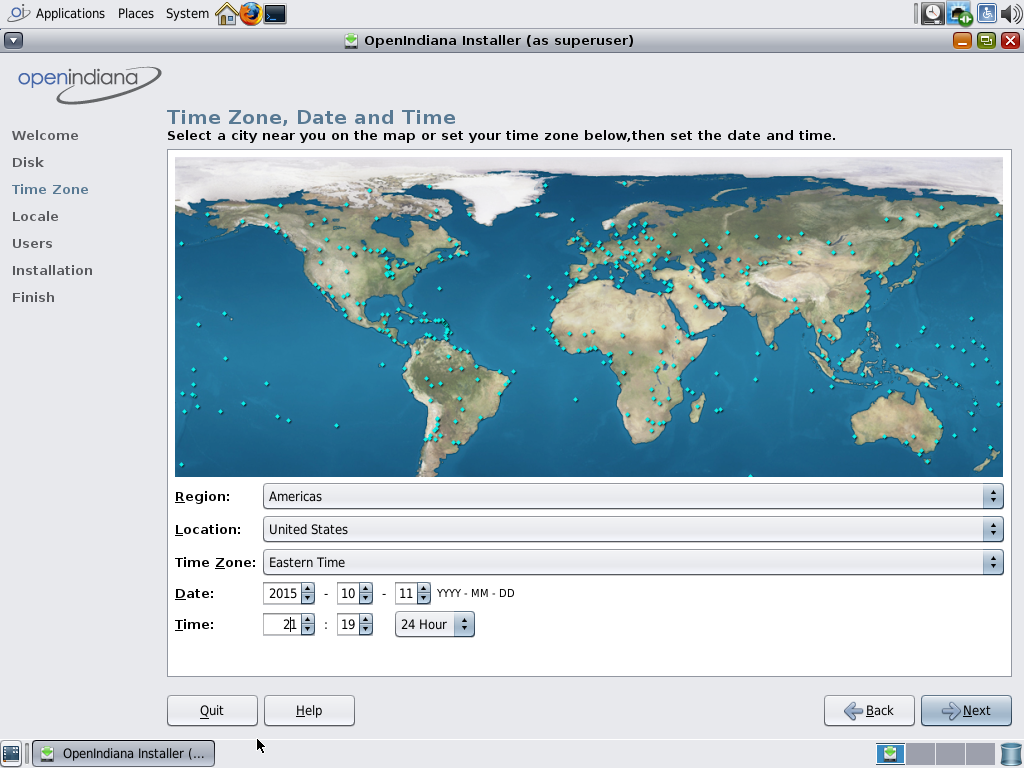 Applications Places System
OpenIndiana Installer (as superuser)
openindiana
Time Zone, Date and Time
Select a city near you on the map or set your time zone below,then set the date and time.
Welcome
Disk
Time Zone
Locale
Users
Installation
Finish
Region: Americas
Location: United States
Time Zone: Eastern Time
Date: 2015 - 10 - 11 YYYY - MM - DD
Time: 21 : 19 24 Hour
Quit Help Back Next
OpenIndiana Installer (...